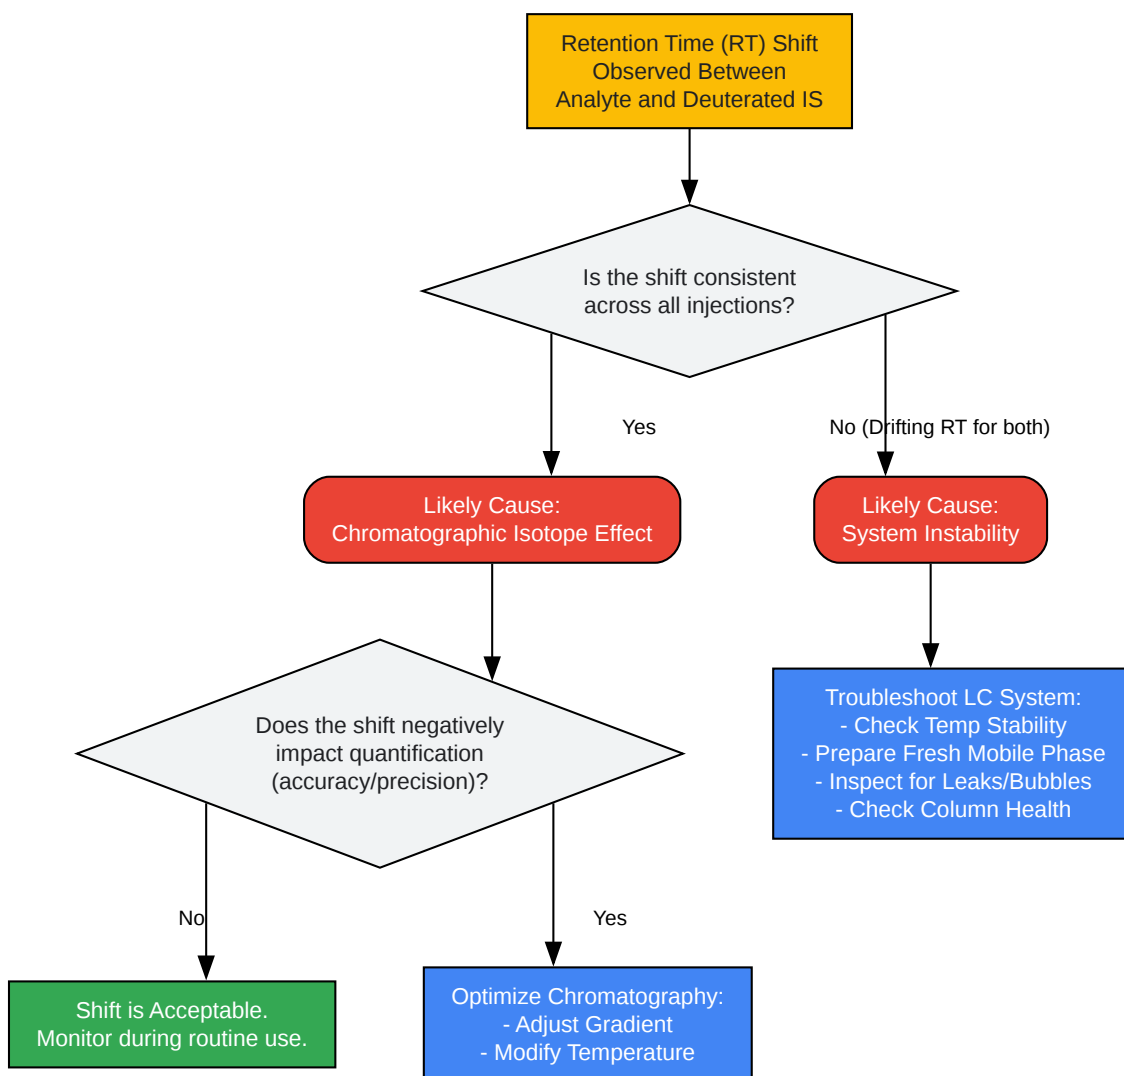 Retention Time (RT) Shift
Observed Between
Analyte and Deuterated IS
Is the shift consistent
across all injections?
Yes
No (Drifting RT for both)
Likely Cause:
Chromatographic Isotope Effect
Likely Cause:
System Instability
Does the shift negatively
impact quantification
(accuracy/precision)?
Troubleshoot LC System:
- Check Temp Stability
- Prepare Fresh Mobile Phase
- Inspect for Leaks/Bubbles
- Check Column Health
No
Yes
Shift is Acceptable.
Monitor during routine use.
Optimize Chromatography:
- Adjust Gradient
- Modify Temperature